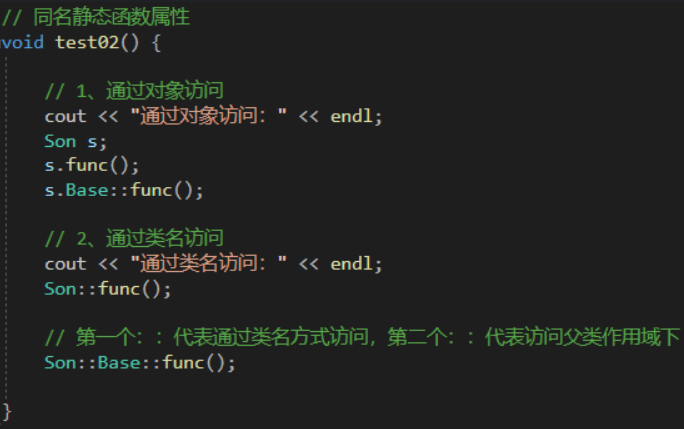 // 同名静态函数属性
void test02() {
// 1、通过对象访问
cout << "通过对象访问：" << endl;
Son s;
s.func();
s.Base::func();
// 2、通过类名访问
cout << "通过类名访问：" << endl;
Son::func();
// 第一个：：代表通过类名方式访问，第二个：：代表访问父类作用域下
Son::Base::func();
}